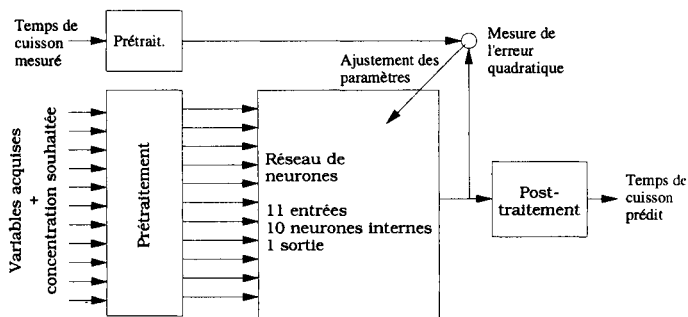 Temps de
cuisson
mesuré
Prétrait.
Mesure de
l'erreur
quadratique
Ajustement des
paramètres
Variables acquises
+
concentration souhaitée
Prétraitement
Réseau de
neurones
11 entrées
10 neurones internes
1 sortie
Post-
traitement
Temps de
cuisson
prédit